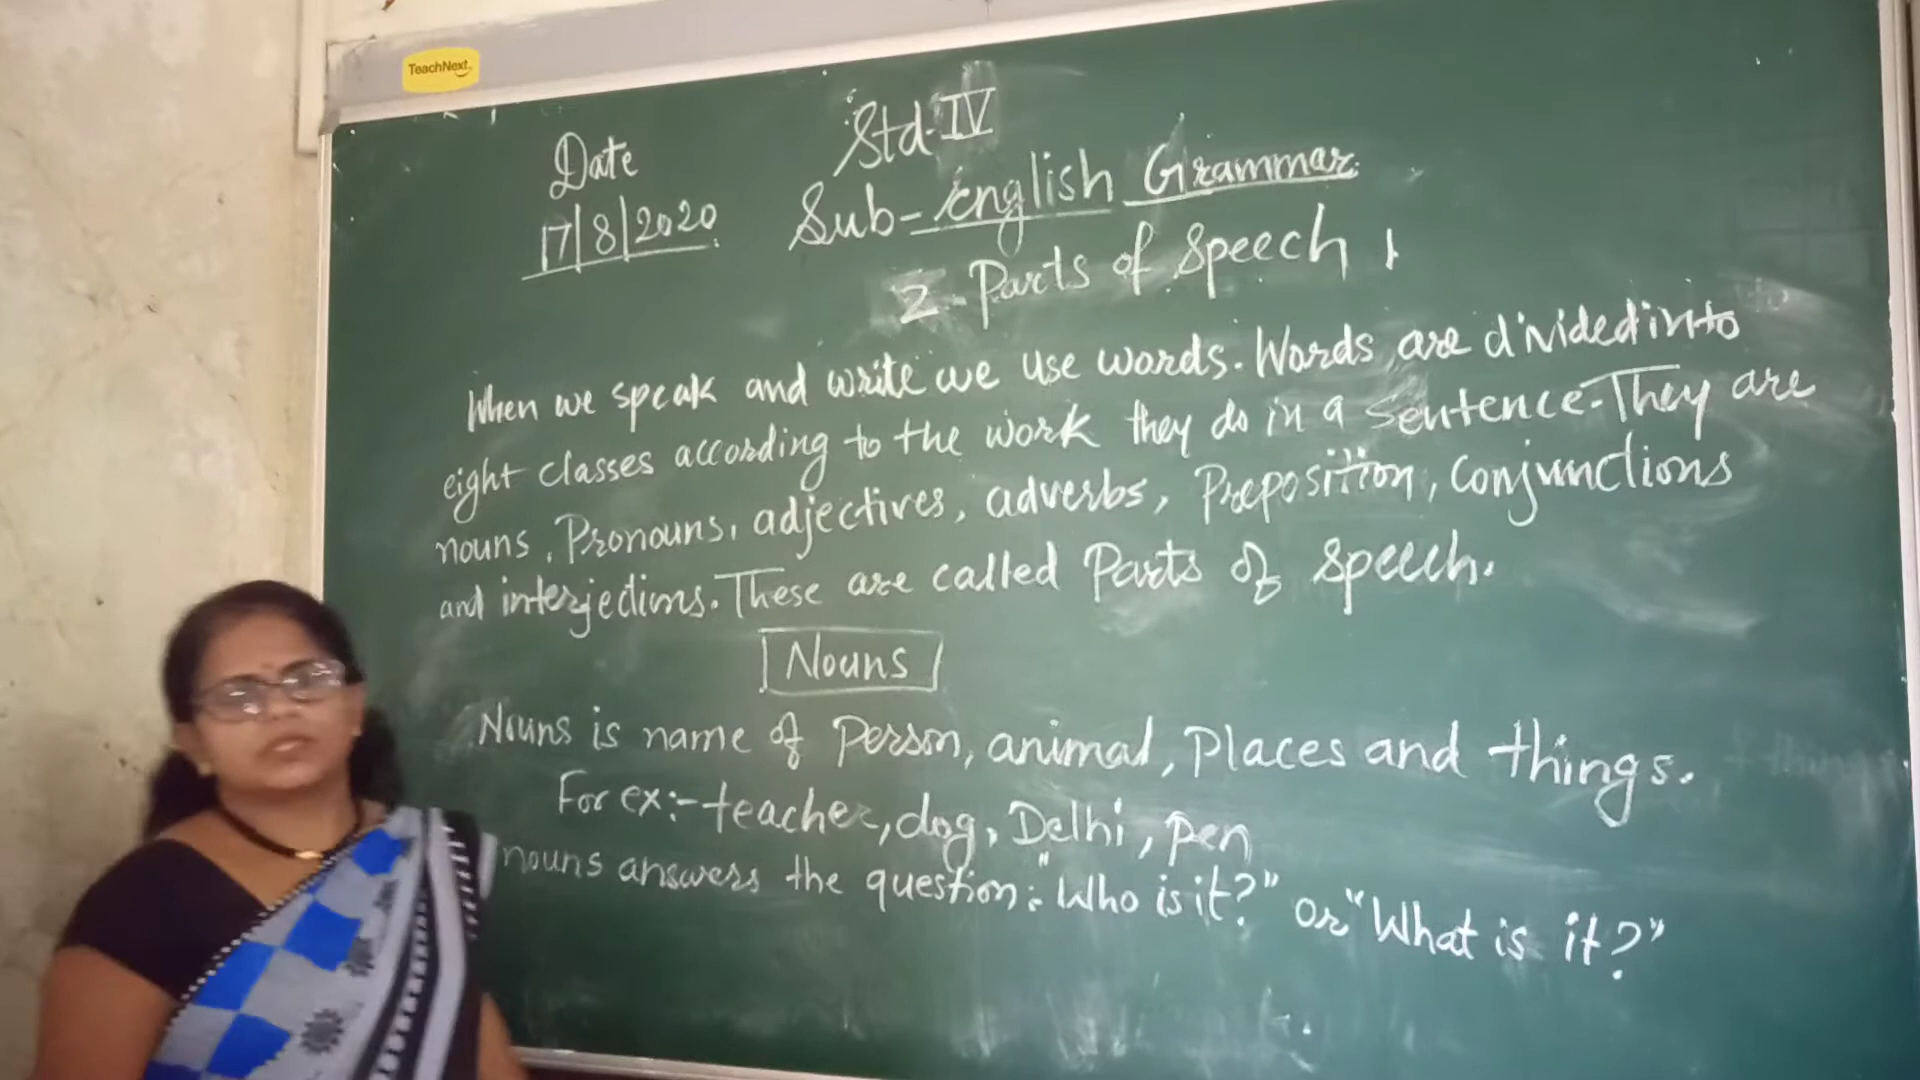 TeachNext
Date
17/8/2020
Std-IV
Sub-English Grammar
2-Parts of Speech
When we speak and write we use words. Words are divided into
eight classes according to the work they do in a sentence. They are
nouns, Pronouns, adjectives, adverbs, Preposition, conjunctions
and interjections. These are called Parts of speech.
Nouns
Nouns is name of Person, animal, Places and things.
For ex:- teacher, dog, Delhi, pen
nouns answers the question: "Who is it?" or "What is it?"